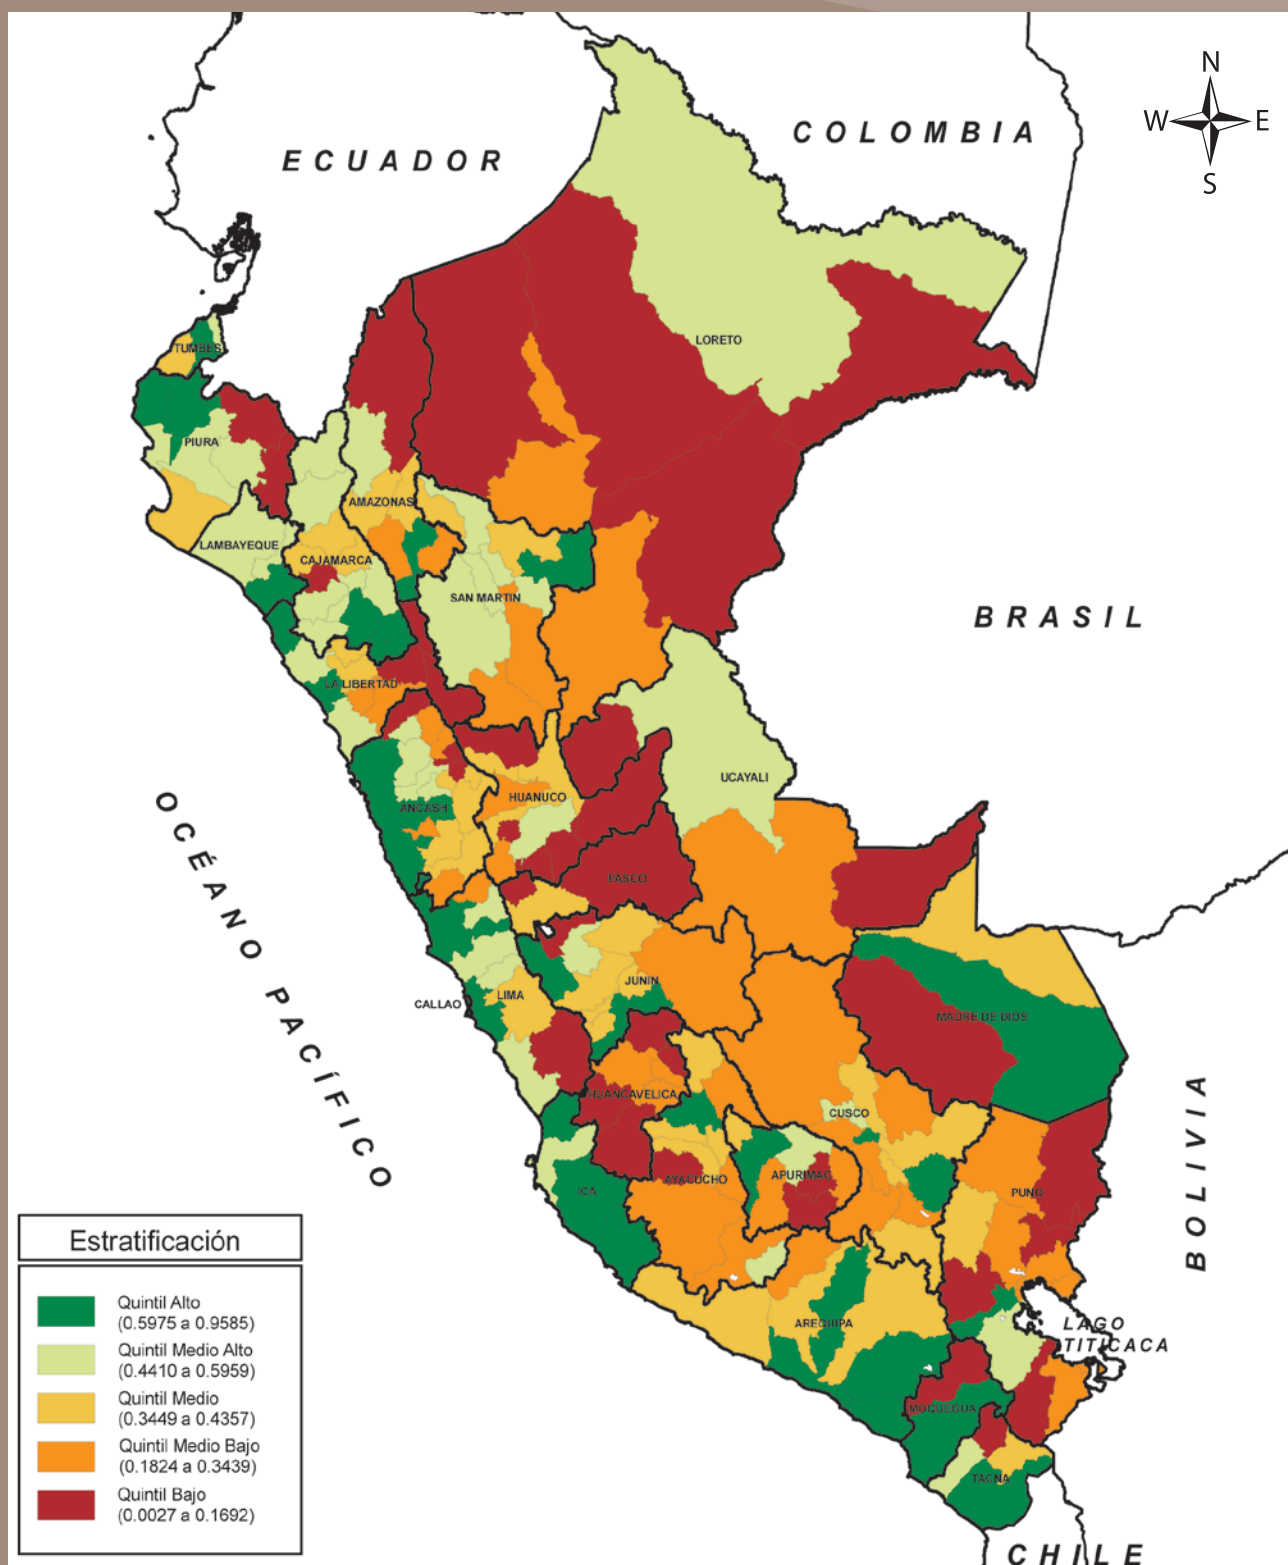 N
W E
S
COLOMBIA
ECUADOR
LORETO
TUMBES
PIURA
AMAZONAS
LAMBAYEQUE
CAJAMARCA
SAN MARTIN
BRASIL
LA LIBERTAD
UCAYALI
HUANUCO
ANCASH
PASCO
OCÉANO PACÍFICO
JUNIN
LIMA
CALLAO
MADRE DE DIOS
HUANCAVELICA
CUSCO
APURIMAC
AYACUCHO
ICA
PUNO
BOLIVIA
AREQUIPA
LAGO
TITICACA
MOQUEGUA
TACNA
CHILE
Estratificación
Quintil Alto
(0.5975 a 0.9585)
Quintil Medio Alto
(0.4410 a 0.5959)
Quintil Medio
(0.3449 a 0.4357)
Quintil Medio Bajo
(0.1824 a 0.3439)
Quintil Bajo
(0.0027 a 0.1692)